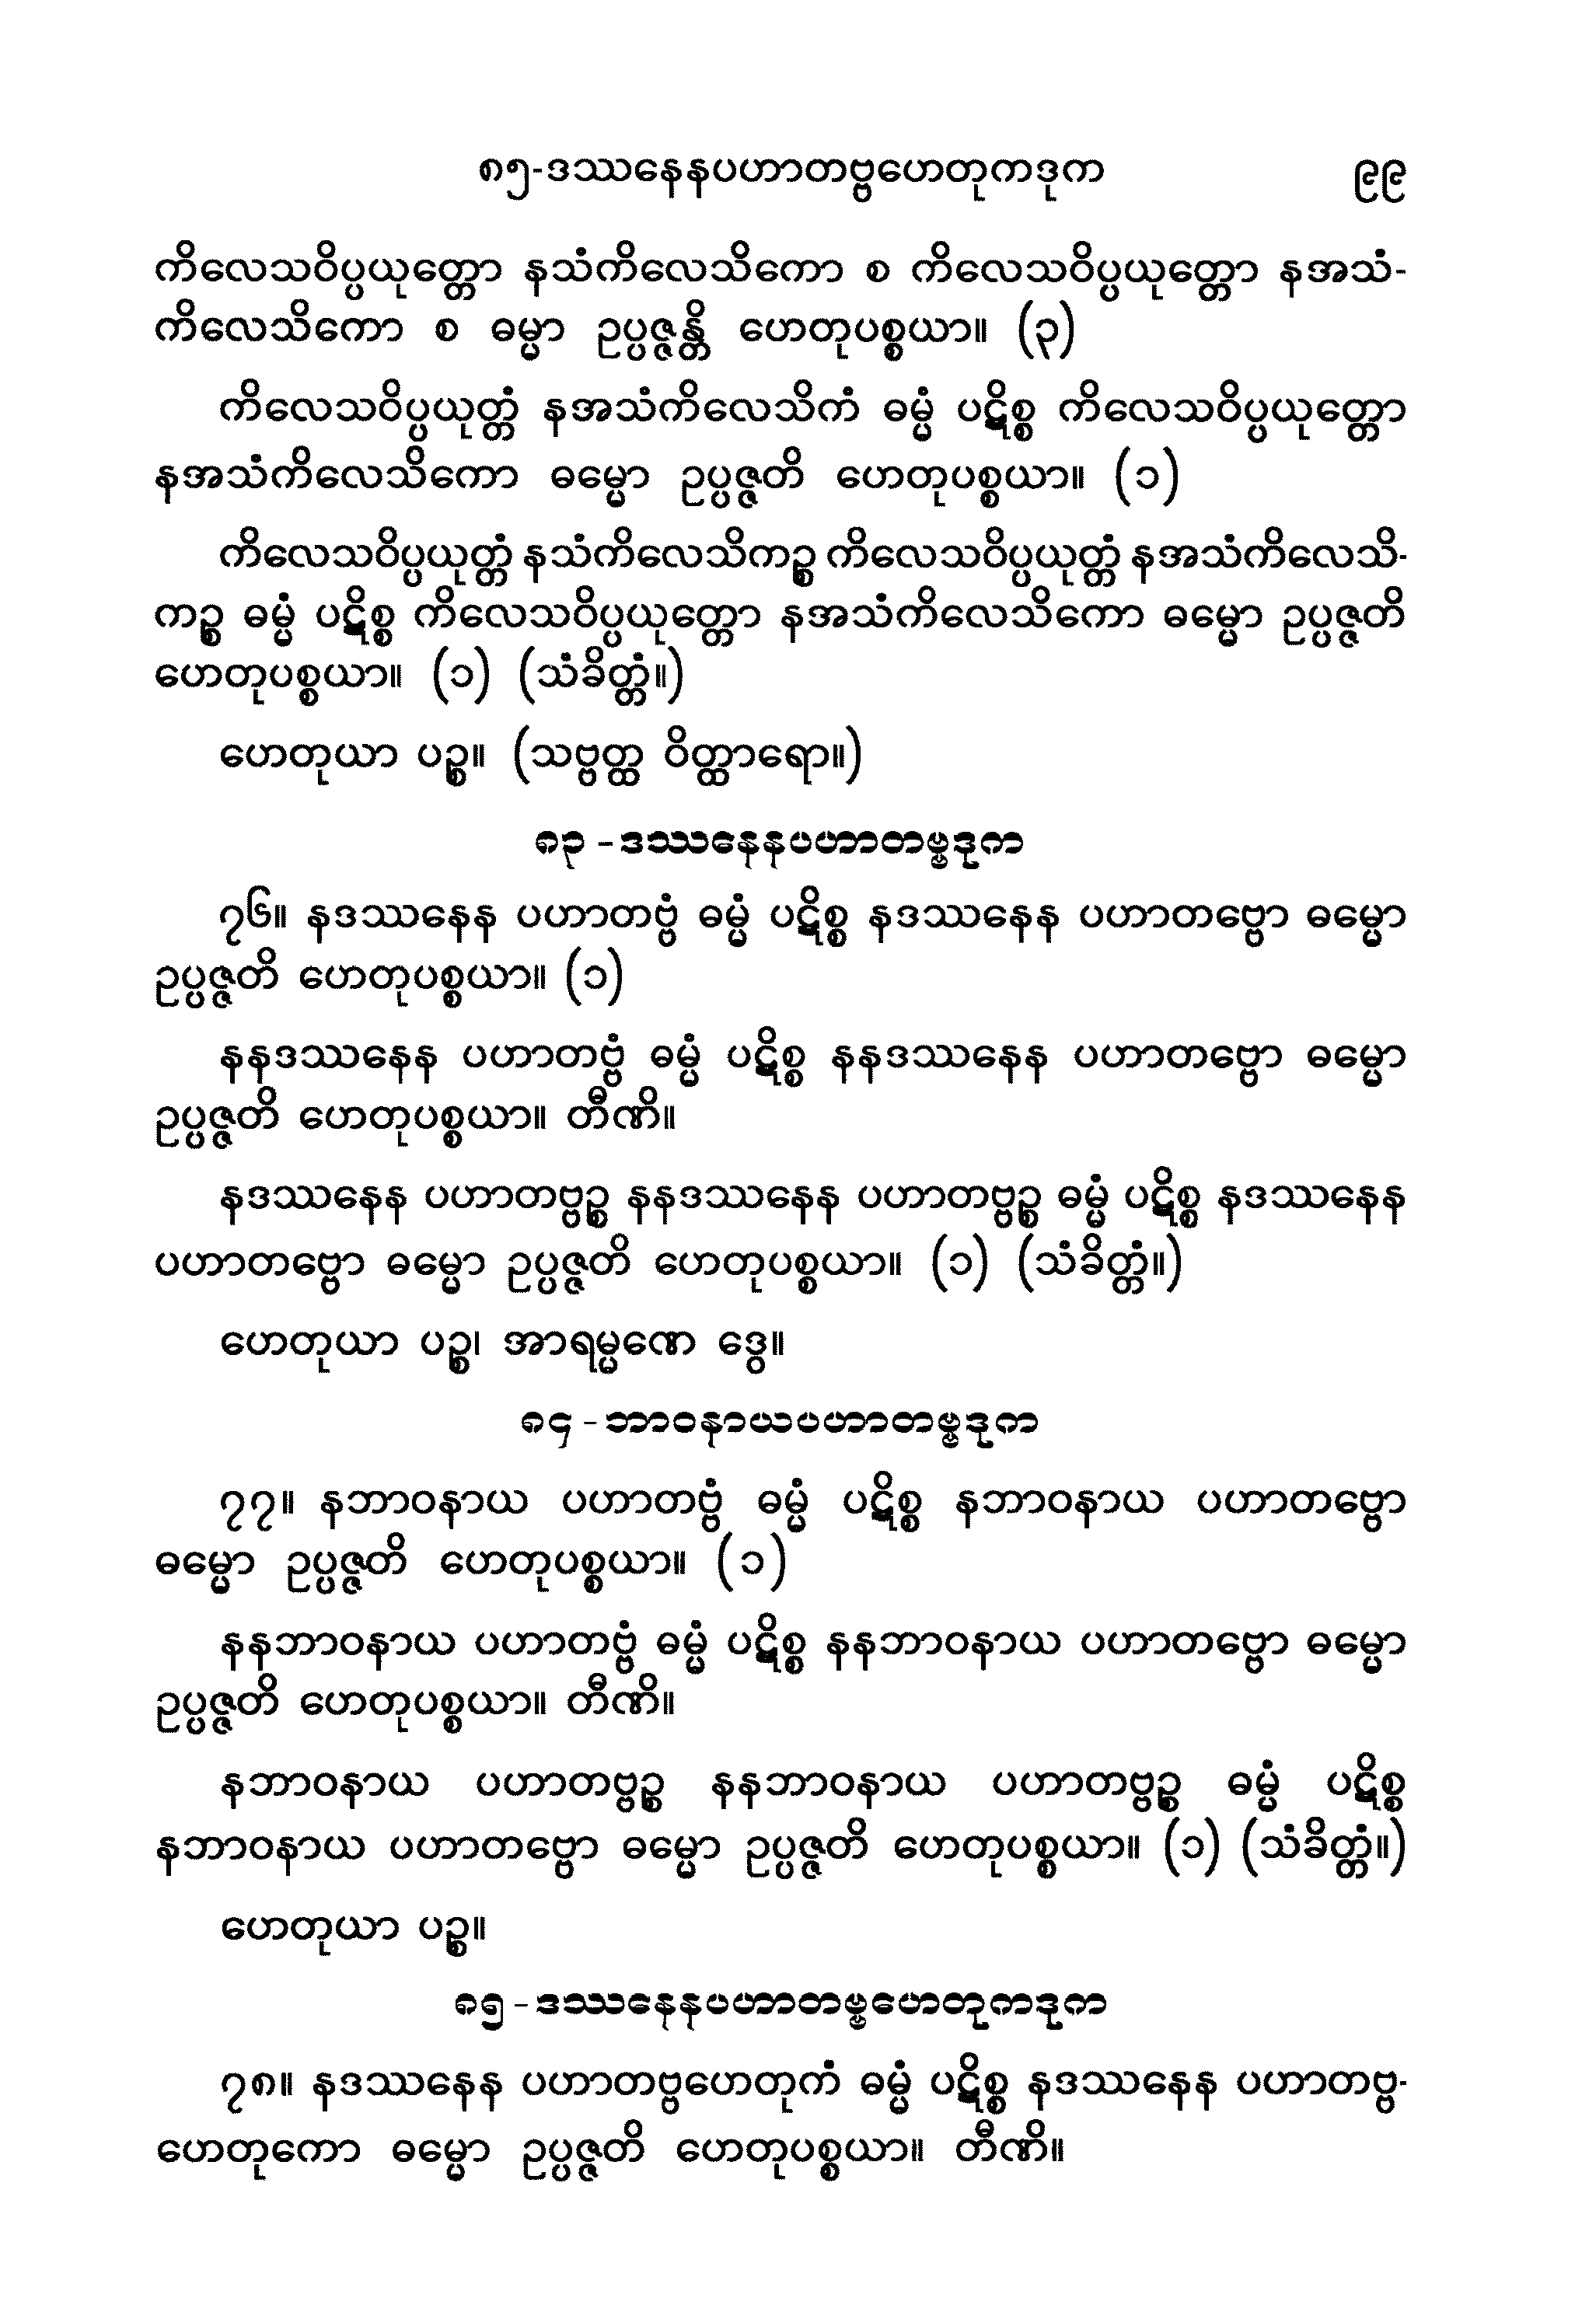 ၈၅-ဒဿနေနပဟာတဗ္ဗဟေတုကဒုက ၉၉
ကိလေသဝိပ္ပယုတ္တော နသံကိလေသိကော စ ကိလေသဝိပ္ပယုတ္တော နအသံ-
ကိလေသိကော စ ဓမ္မာ ဥပ္ပဇ္ဇန္တိ ဟေတုပစ္စယာ။ (၃)
ကိလေသဝိပ္ပယုတ္တံ နအသံကိလေသိကံ ဓမ္မံ ပဋိစ္စ ကိလေသဝိပ္ပယုတ္တော
နအသံကိလေသိကော ဓမ္မော ဥပ္ပဇ္ဇတိ ဟေတုပစ္စယာ။ (၁)
ကိလေသဝိပ္ပယုတ္တံ နသံကိလေသိကဉ္စ ကိလေသဝိပ္ပယုတ္တံ နအသံကိလေသိ-
ကဉ္စ ဓမ္မံ ပဋိစ္စ ကိလေသဝိပ္ပယုတ္တော နအသံကိလေသိကော ဓမ္မော ဥပ္ပဇ္ဇတိ
ဟေတုပစ္စယာ။ (၁) (သံခိတ္တံ။)
ဟေတုယာ ပဉ္စ။ (သဗ္ဗတ္ထ ဝိတ္ထာရော။)
၈၃ - ဒဿနေနပဟာတဗ္ဗဒုက
၇၆။ နဒဿနေန ပဟာတဗ္ဗံ ဓမ္မံ ပဋိစ္စ နဒဿနေန ပဟာတဗ္ဗော ဓမ္မော
ဥပ္ပဇ္ဇတိ ဟေတုပစ္စယာ။ (၁)
နနဒဿနေန ပဟာတဗ္ဗံ ဓမ္မံ ပဋိစ္စ နနဒဿနေန ပဟာတဗ္ဗော ဓမ္မော
ဥပ္ပဇ္ဇတိ ဟေတုပစ္စယာ။ တီဏိ။
နဒဿနေန ပဟာတဗ္ဗဉ္စ နနဒဿနေန ပဟာတဗ္ဗဉ္စ ဓမ္မံ ပဋိစ္စ နဒဿနေန
ပဟာတဗ္ဗော ဓမ္မော ဥပ္ပဇ္ဇတိ ဟေတုပစ္စယာ။ (၁) (သံခိတ္တံ။)
ဟေတုယာ ပဉ္စ၊ အာရမ္မဏေ ဒွေ။
၈၄ - ဘာဝနာယပဟာတဗ္ဗဒုက
၇၇။ နဘာဝနာယ ပဟာတဗ္ဗံ ဓမ္မံ ပဋိစ္စ နဘာဝနာယ ပဟာတဗ္ဗော
ဓမ္မော ဥပ္ပဇ္ဇတိ ဟေတုပစ္စယာ။ (၁)
နနဘာဝနာယ ပဟာတဗ္ဗံ ဓမ္မံ ပဋိစ္စ နနဘာဝနာယ ပဟာတဗ္ဗော ဓမ္မော
ဥပ္ပဇ္ဇတိ ဟေတုပစ္စယာ။ တီဏိ။
နဘာဝနာယ ပဟာတဗ္ဗဉ္စ နနဘာဝနာယ ပဟာတဗ္ဗဉ္စ ဓမ္မံ ပဋိစ္စ
နဘာဝနာယ ပဟာတဗ္ဗော ဓမ္မော ဥပ္ပဇ္ဇတိ ဟေတုပစ္စယာ။ (၁) (သံခိတ္တံ။)
ဟေတုယာ ပဉ္စ။
၈၅ - ဒဿနေနပဟာတဗ္ဗဟေတုကဒုက
၇၈။ နဒဿနေန ပဟာတဗ္ဗဟေတုကံ ဓမ္မံ ပဋိစ္စ နဒဿနေန ပဟာတဗ္ဗ-
ဟေတုကော ဓမ္မော ဥပ္ပဇ္ဇတိ ဟေတုပစ္စယာ။ တီဏိ။